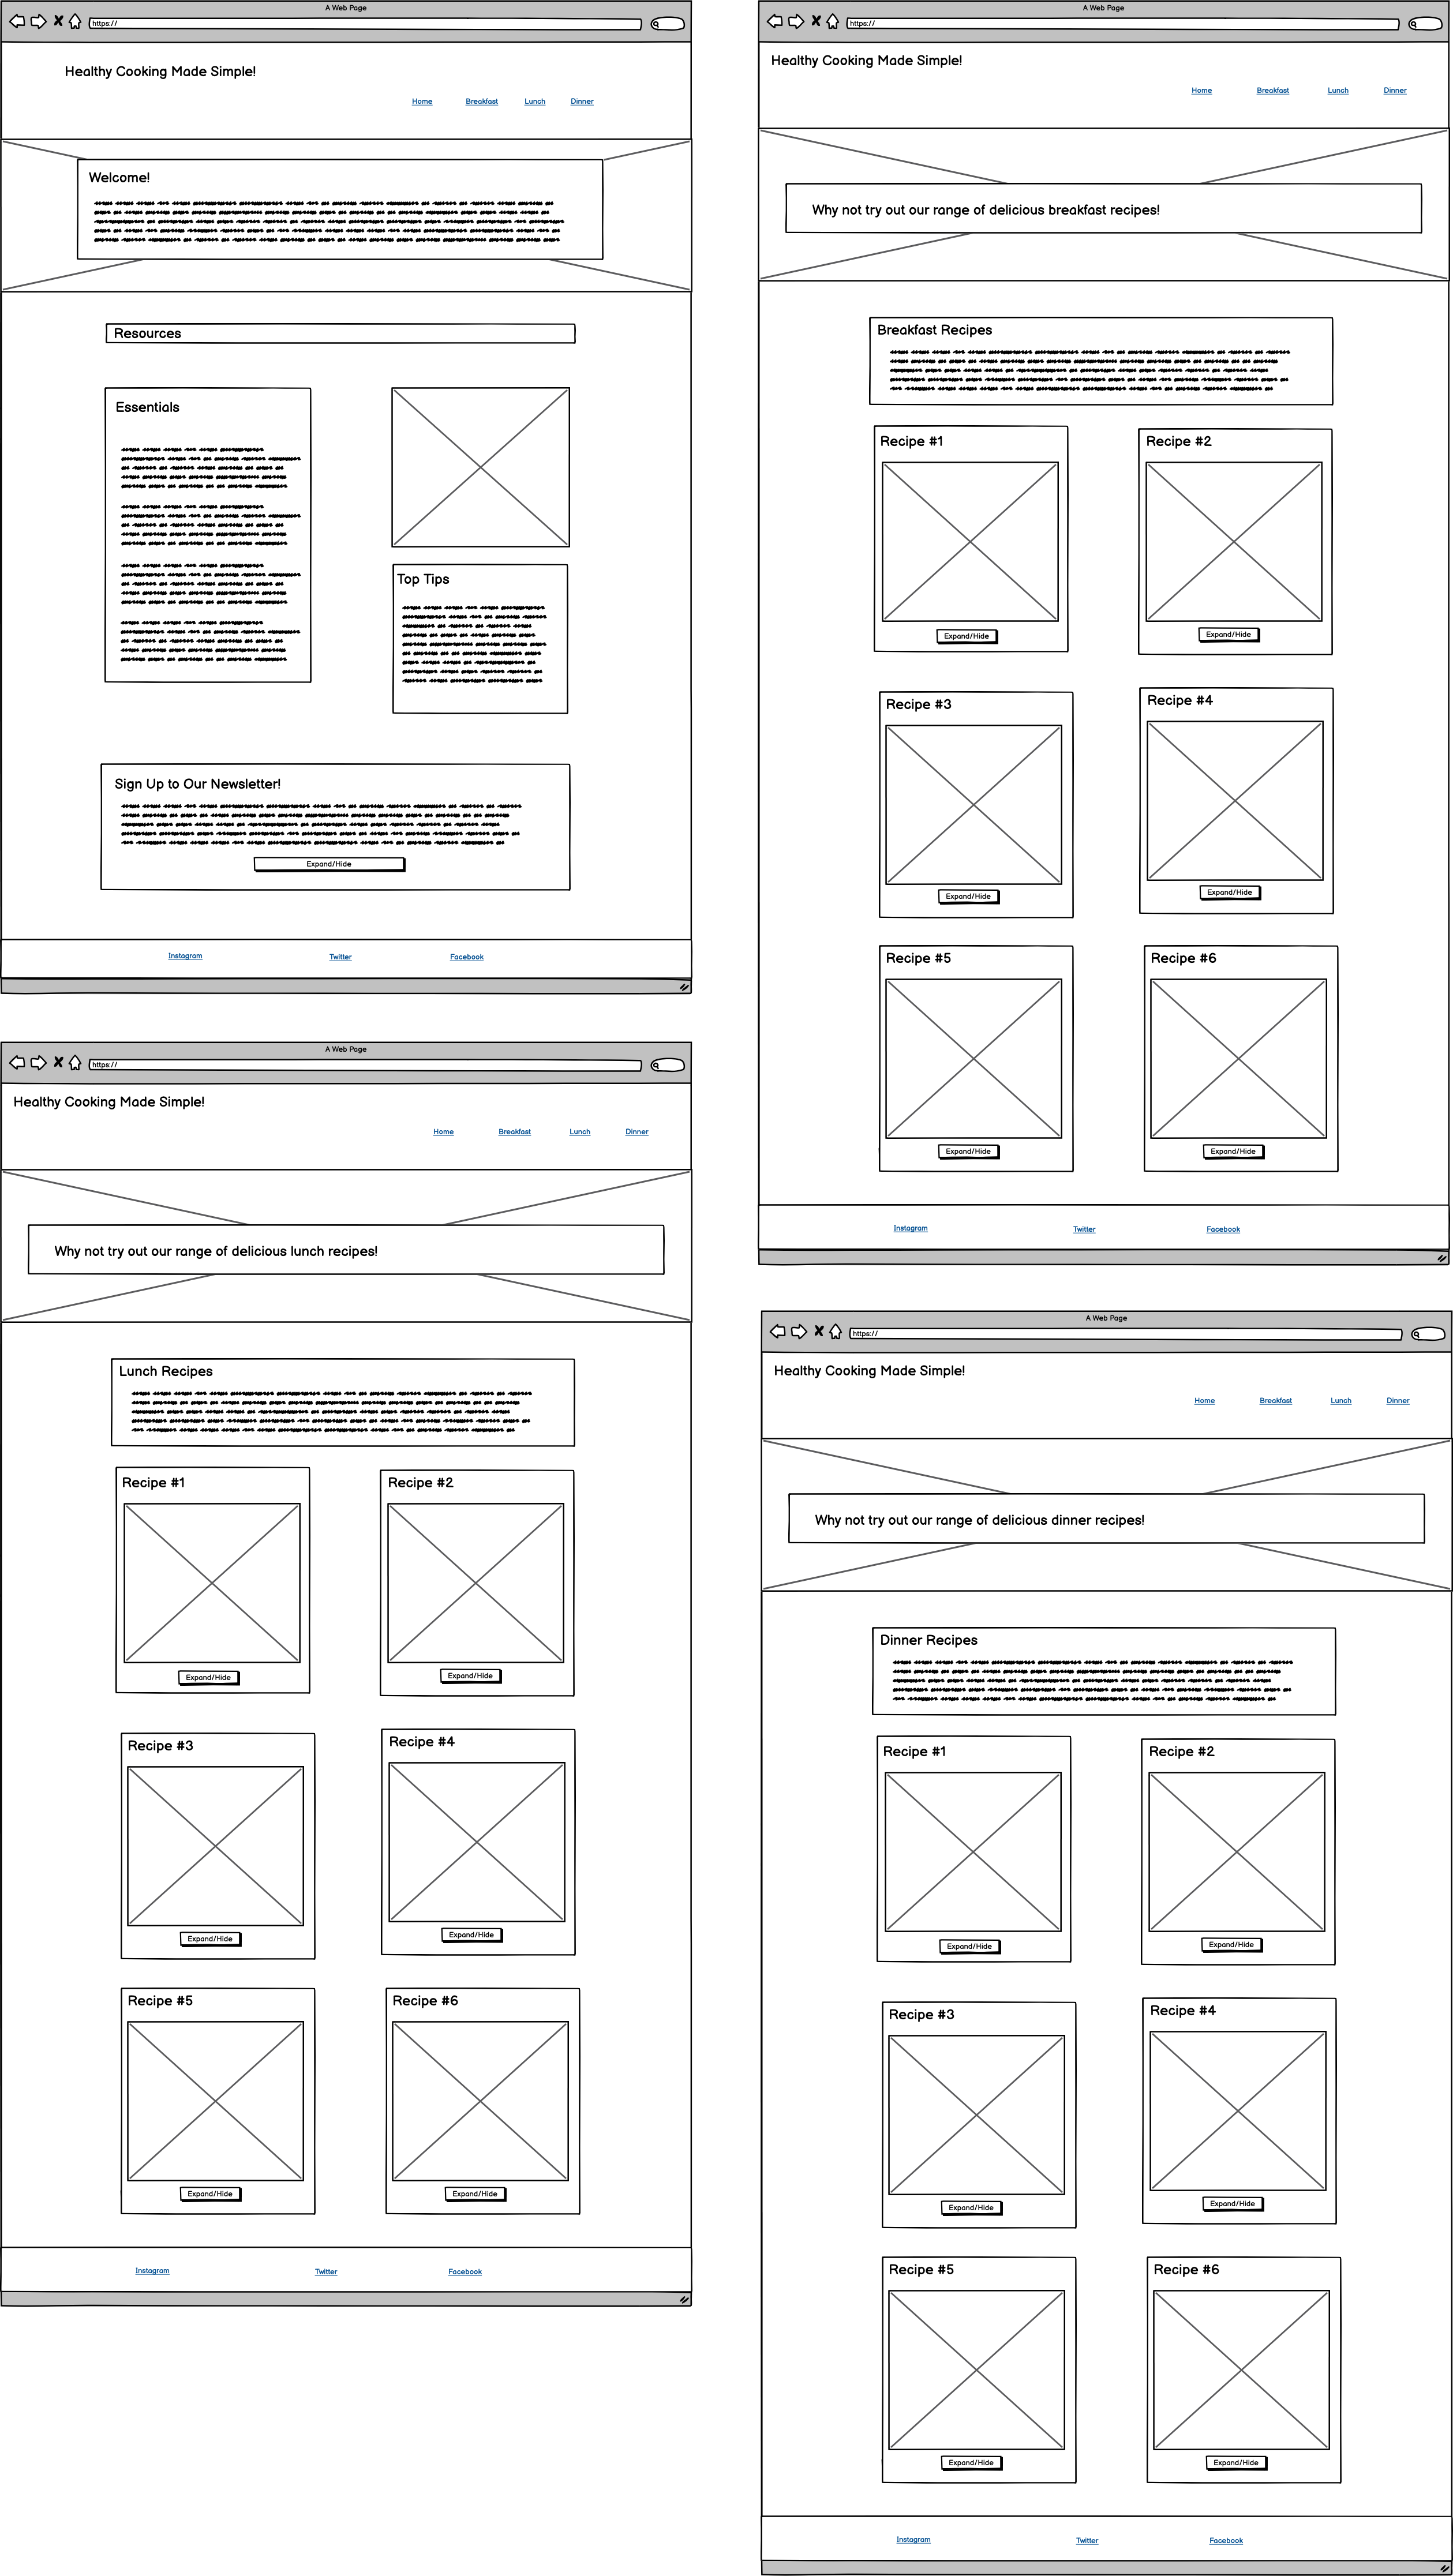 A Web Page
https://
Healthy Cooking Made Simple!
Home Breakfast Lunch Dinner
Welcome!
Resources
Essentials
Top Tips
Sign Up to Our Newsletter!
Expand/Hide
Instagram Twitter Facebook
A Web Page
https://
Healthy Cooking Made Simple!
Home Breakfast Lunch Dinner
Why not try out our range of delicious breakfast recipes!
Breakfast Recipes
Recipe #1 Recipe #2
Expand/Hide Expand/Hide
Recipe #3 Recipe #4
Expand/Hide Expand/Hide
Recipe #5 Recipe #6
Expand/Hide Expand/Hide
Instagram Twitter Facebook
A Web Page
https://
Healthy Cooking Made Simple!
Home Breakfast Lunch Dinner
Why not try out our range of delicious lunch recipes!
Lunch Recipes
Recipe #1 Recipe #2
Expand/Hide Expand/Hide
Recipe #3 Recipe #4
Expand/Hide Expand/Hide
Recipe #5 Recipe #6
Expand/Hide Expand/Hide
Instagram Twitter Facebook
A Web Page
https://
Healthy Cooking Made Simple!
Home Breakfast Lunch Dinner
Why not try out our range of delicious dinner recipes!
Dinner Recipes
Recipe #1 Recipe #2
Expand/Hide Expand/Hide
Recipe #3 Recipe #4
Expand/Hide Expand/Hide
Recipe #5 Recipe #6
Expand/Hide Expand/Hide
Instagram Twitter Facebook